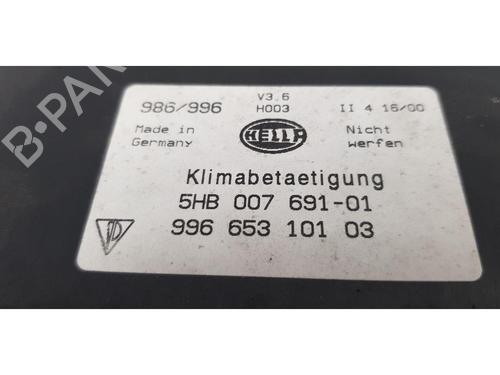 986/996
V3.6
H003
II 4 16/00
Made in
Germany
HELLA
Nicht
werfen
Klimabetaetigung
5HB 007 691-01
996 653 101 03
B-PAR